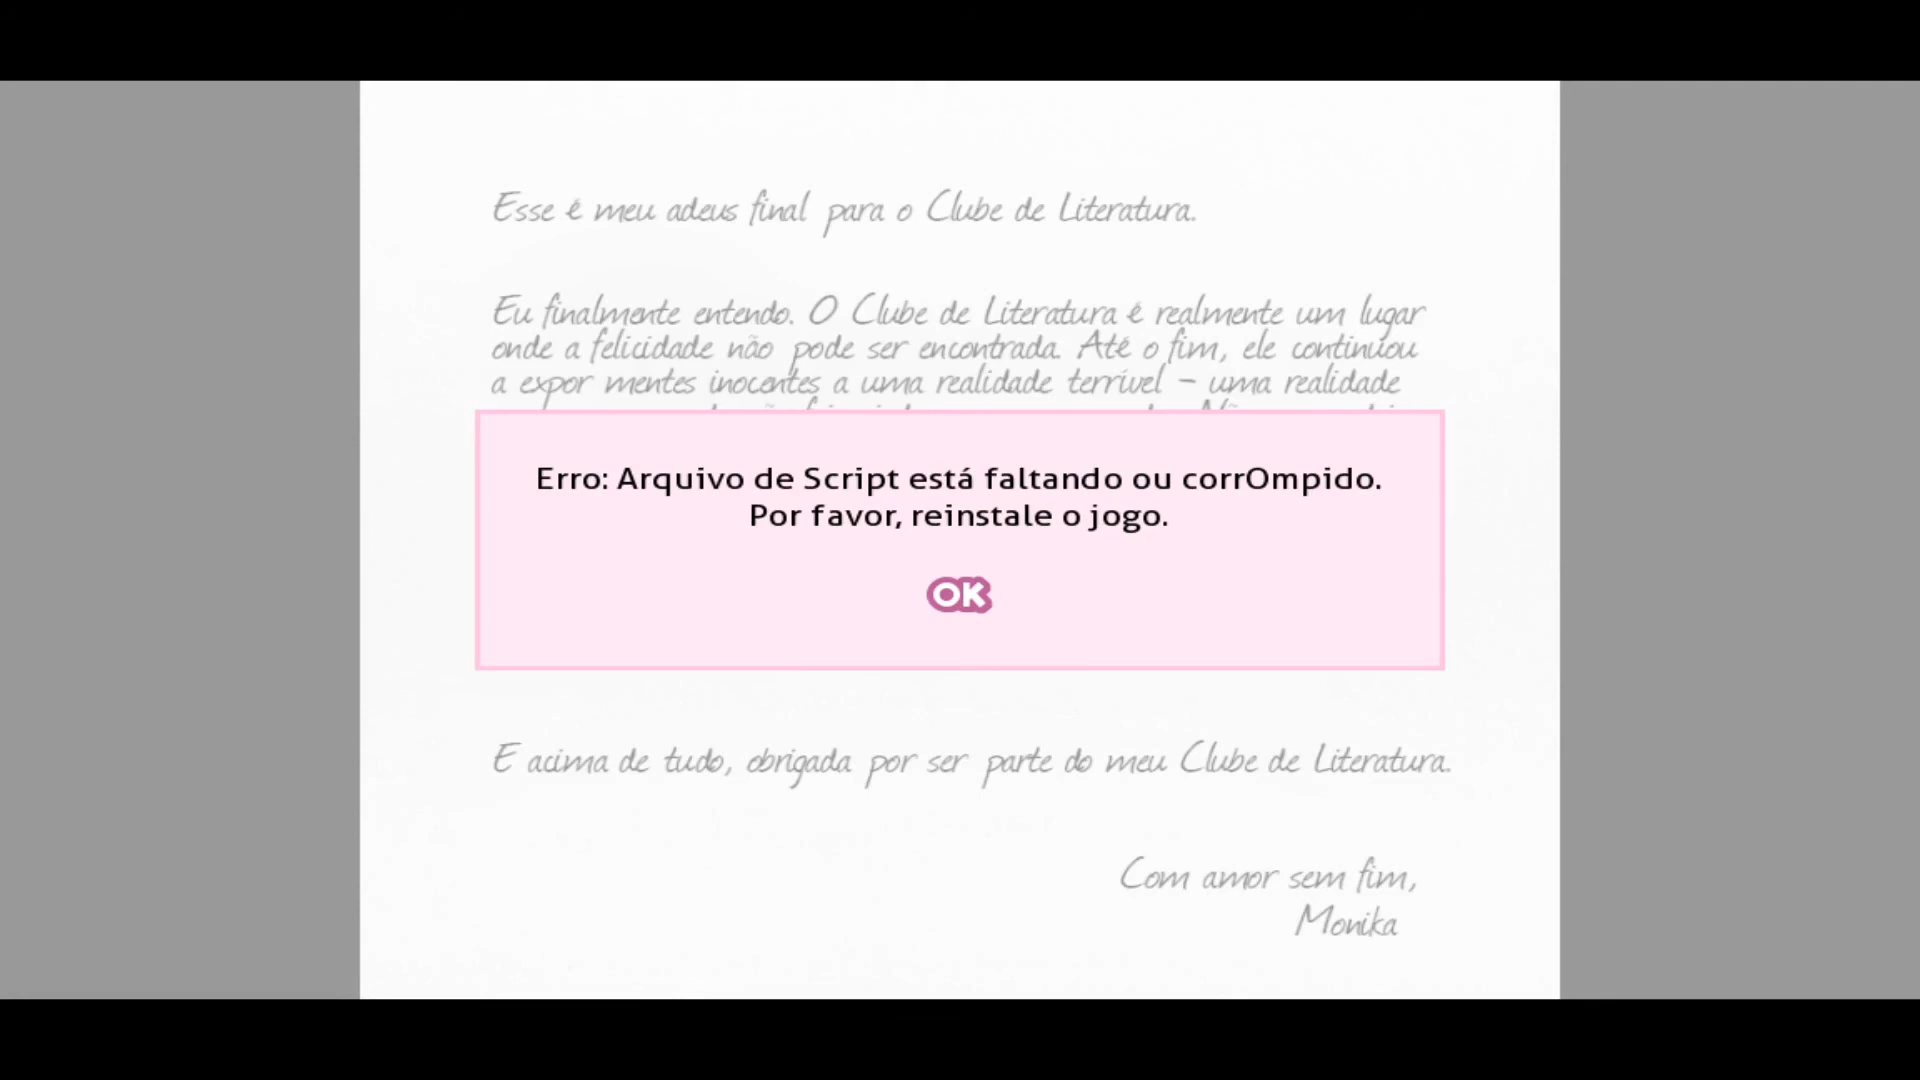 Esse é meu adeus final para o Clube de Literatura.
Eu finalmente entendo. O Clube de Literatura é realmente um lugar
onde a felicidade não pode ser encontrada. Até o fim, ele continuou
a expor mentes inocentes a uma realidade terrível - uma realidade
Erro: Arquivo de Script está faltando ou corrOmpido.
Por favor, reinstale o jogo.
OK
E acima de tudo, obrigada por ser parte do meu Clube de Literatura.
Com amor sem fim,
Monika